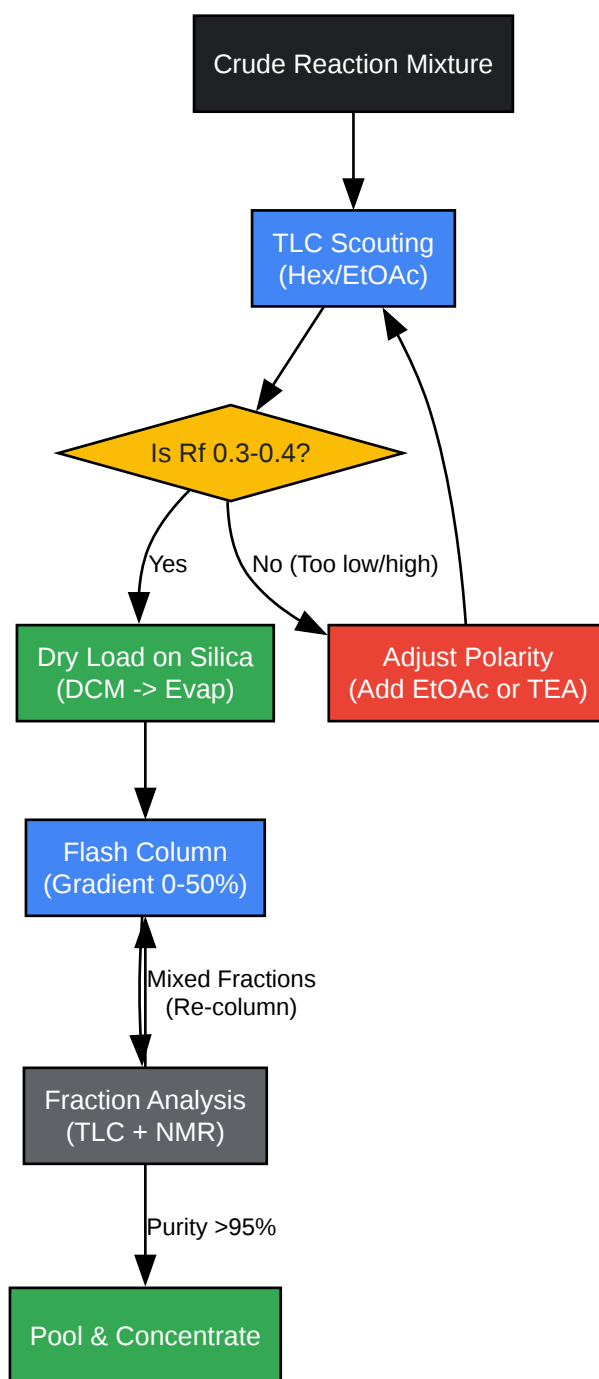 Crude Reaction Mixture
TLC Scouting
(Hex/EtOAc)
Is Rf 0.3-0.4?
Yes
No (Too low/high)
Dry Load on Silica
(DCM -> Evap)
Adjust Polarity
(Add EtOAc or TEA)
Flash Column
(Gradient 0-50%)
Mixed Fractions
(Re-column)
Fraction Analysis
(TLC + NMR)
Purity >95%
Pool & Concentrate